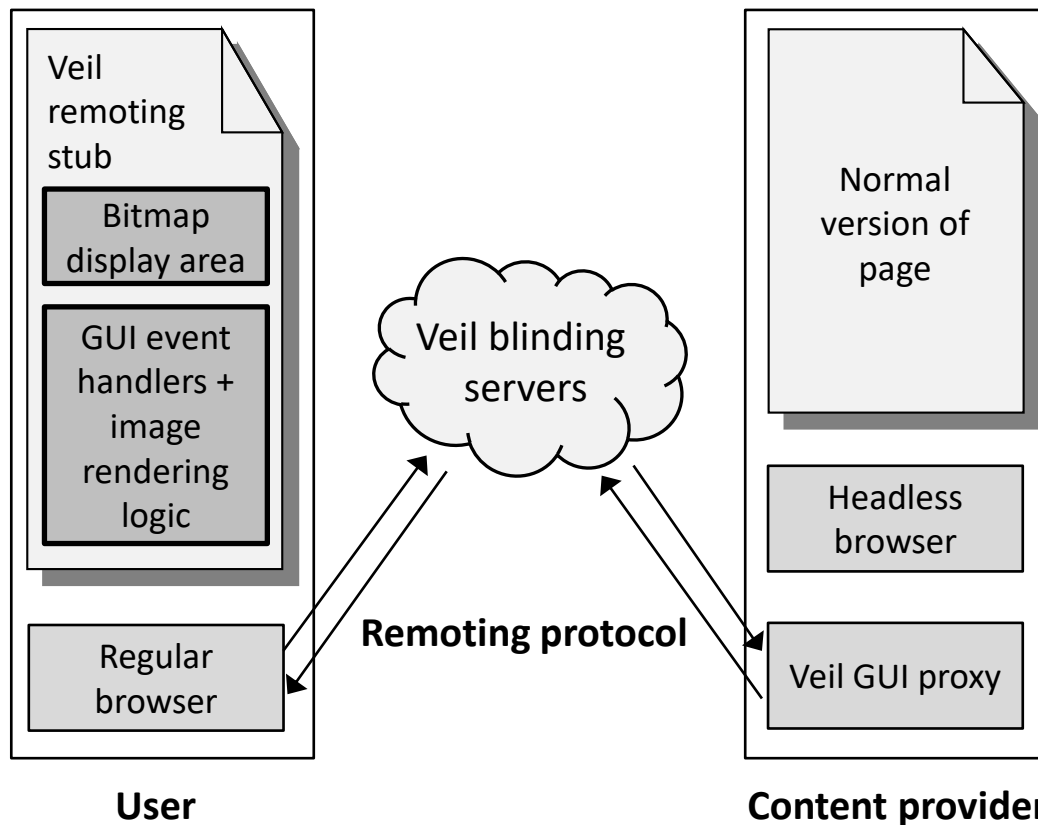 Veil
remoting
stub
Bitmap
display area
GUI event
handlers +
image
rendering
logic
Regular
browser
User
Veil blinding
servers
Remoting protocol
Normal
version of
page
Headless
browser
Veil GUI proxy
Content provider